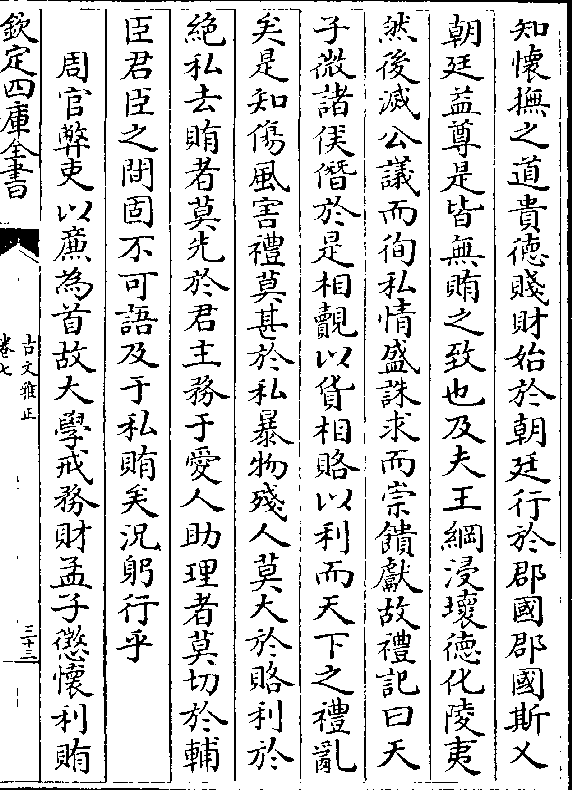 知懷撫之道貴德賤財始於朝廷行於郡國郡國斯乂
朝廷益尊是皆無賄之致也及夫王綱浸壞德化陵夷
然後滅公議而徇私情盛誅求而崇饋獻故禮記曰天
子微諸侯僭於是相覿以貨相賂以利而天下之禮亂
矣是知傷風害禮莫甚於私暴物殘人莫大於賂利於
絶私去賄者莫先於君主務于愛人助理者莫切於輔
臣君臣之間固不可語及于私賄矣況躬行乎
周官弊吏以亷為首故大學戒務財孟子懲懷利賄
欽定四庫全書
古文雅正
卷七
三十三